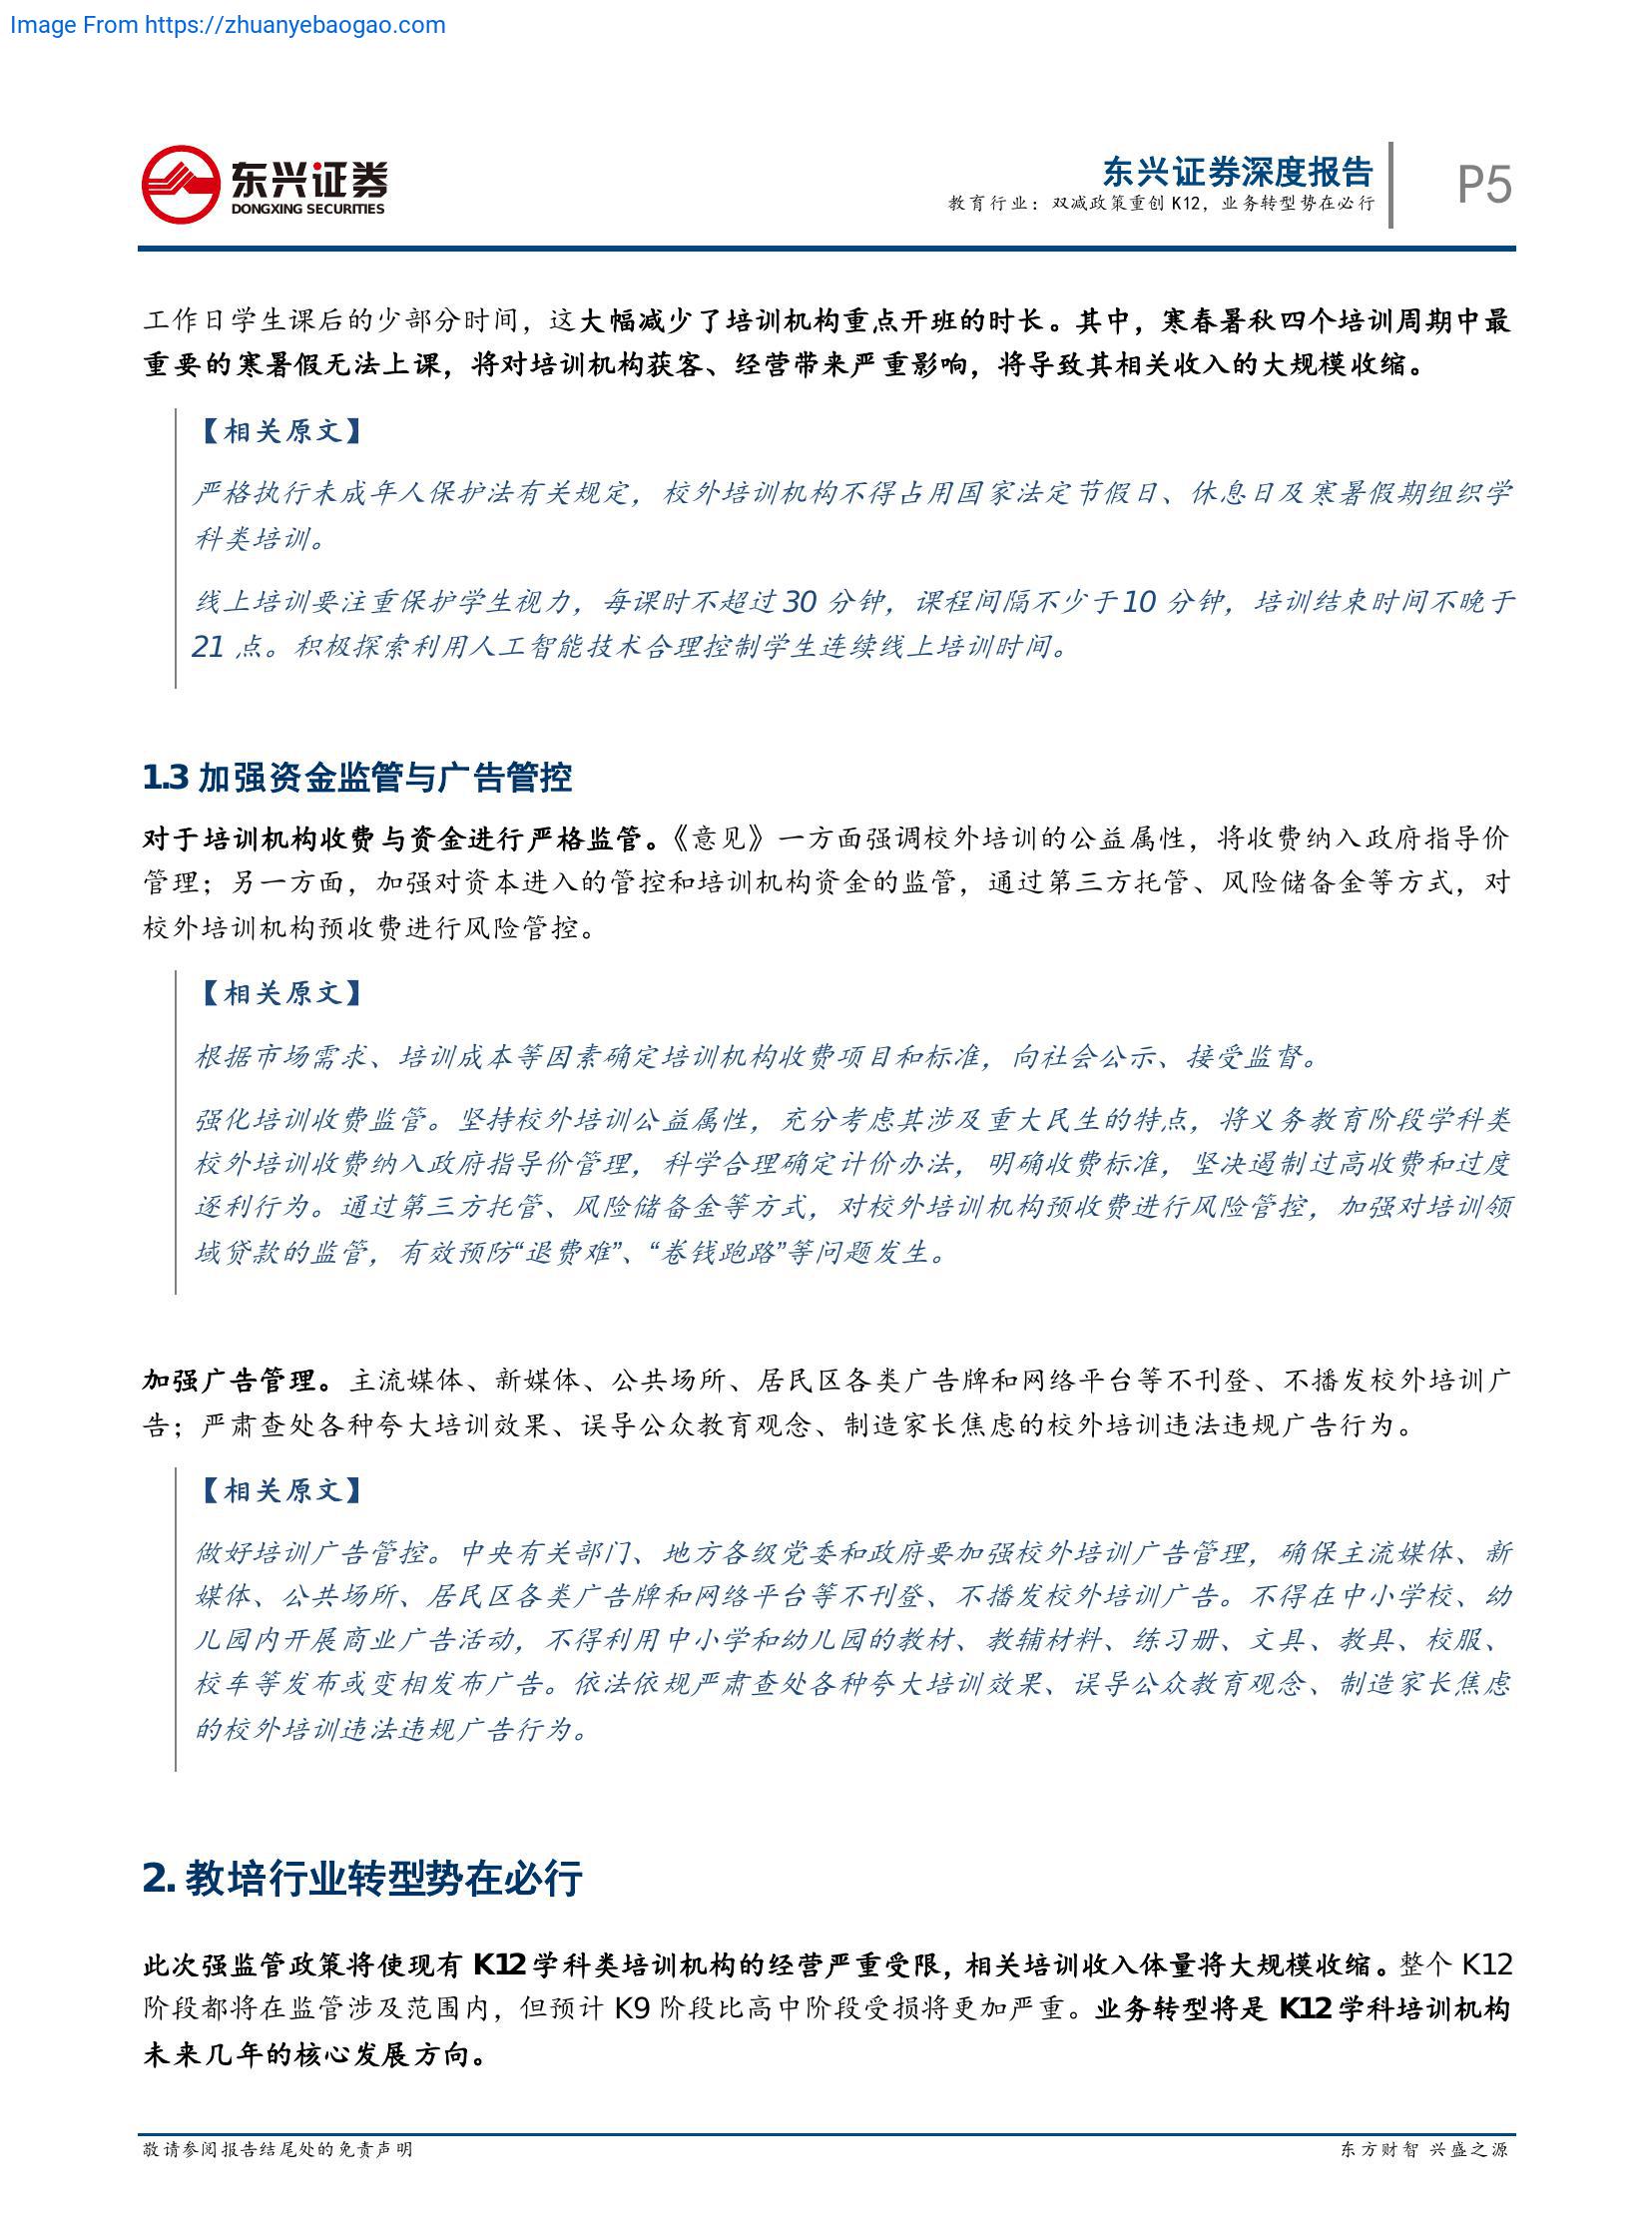 Image From https://zhuanyebaogao.com
东兴证券
DONGXING SECURITIES
东兴证券深度报告
教育行业：双减政策重创 K12，业务转型势在必行
P5
工作日学生课后的少部分时间，这大幅减少了培训机构重点开班的时长。其中，寒春暑秋四个培训周期中最
重要的寒暑假无法上课，将对培训机构获客、经营带来严重影响，将导致其相关收入的大规模收缩。
【相关原文】
严格执行未成年人保护法有关规定，校外培训机构不得占用国家法定节假日、休息日及寒暑假期组织学
科类培训。
线上培训要注重保护学生视力，每课时不超过 30 分钟，课程间隔不少于 10 分钟，培训结束时间不晚于
21 点。积极探索利用人工智能技术合理控制学生连续线上培训时间。
1.3 加强资金监管与广告管控
对于培训机构收费与资金进行严格监管。《意见》一方面强调校外培训的公益属性，将收费纳入政府指导价
管理；另一方面，加强对资本进入的管控和培训机构资金的监管，通过第三方托管、风险储备金等方式，对
校外培训机构预收费进行风险管控。
【相关原文】
根据市场需求、培训成本等因素确定培训机构收费项目和标准，向社会公示、接受监督。
强化培训收费监管。坚持校外培训公益属性，充分考虑其涉及重大民生的特点，将义务教育阶段学科类
校外培训收费纳入政府指导价管理，科学合理确定计价办法，明确收费标准，坚决遏制过高收费和过度
逐利行为。通过第三方托管、风险储备金等方式，对校外培训机构预收费进行风险管控，加强对培训领
域贷款的监管，有效预防“退费难”、“卷钱跑路”等问题发生。
加强广告管理。主流媒体、新媒体、公共场所、居民区各类广告牌和网络平台等不刊登、不播发校外培训广
告；严肃查处各种夸大培训效果、误导公众教育观念、制造家长焦虑的校外培训违法违规广告行为。
【相关原文】
做好培训广告管控。中央有关部门、地方各级党委和政府要加强校外培训广告管理，确保主流媒体、新
媒体、公共场所、居民区各类广告牌和网络平台等不刊登、不播发校外培训广告。不得在中小学校、幼
儿园内开展商业广告活动，不得利用中小学和幼儿园的教材、教辅材料、练习册、文具、教具、校服、
校车等发布或变相发布广告。依法依规严肃查处各种夸大培训效果、误导公众教育观念、制造家长焦虑
的校外培训违法违规广告行为。
2. 教培行业转型势在必行
此次强监管政策将使现有 K12 学科类培训机构的经营严重受限，相关培训收入体量将大规模收缩。整个 K12
阶段都将在监管涉及范围内，但预计 K9 阶段比高中阶段受损将更加严重。业务转型将是 K12 学科培训机构
未来几年的核心发展方向。
敬请参阅报告结尾处的免责声明
东方财智 兴盛之源